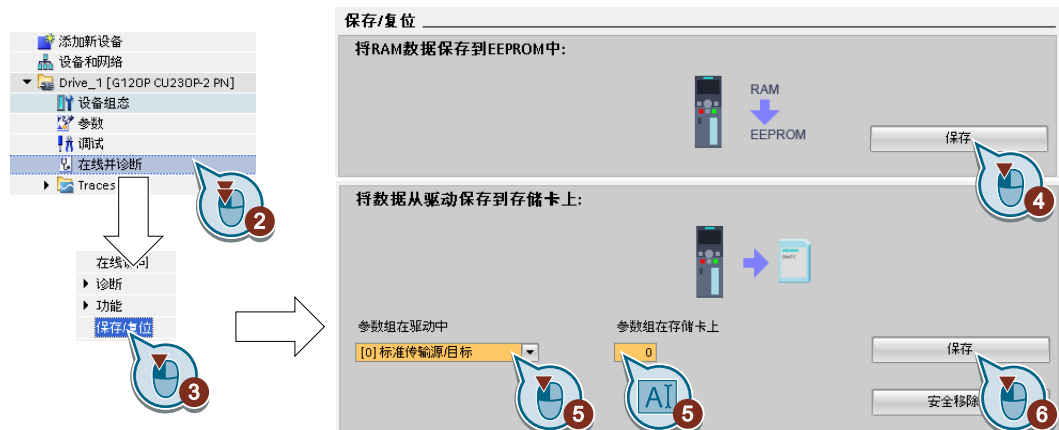 添加新设备
设备和网络
Drive_1 [G120P CU230P-2 PN]
设备组态
参数
调试
在线并诊断
Traces
2
在线
诊断
功能
保存/复位
3
保存/复位
将RAM数据保存到EEPROM中:
RAM
EEPROM
保存
4
将数据从驱动保存到存储卡上:
参数组在驱动中
参数组在存储卡上
[0] 标准传输源/目标
0
保存
5
5
6
安全移除